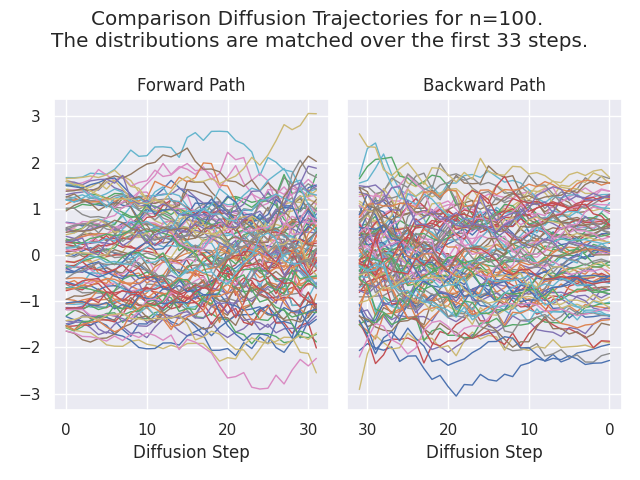 Comparison Diffusion Trajectories for n=100.
The distributions are matched over the first 33 steps.
Forward Path
Backward Path
3
2
1
0
−1
−2
−3
0 10 20 30
30 20 10 0
Diffusion Step
Diffusion Step